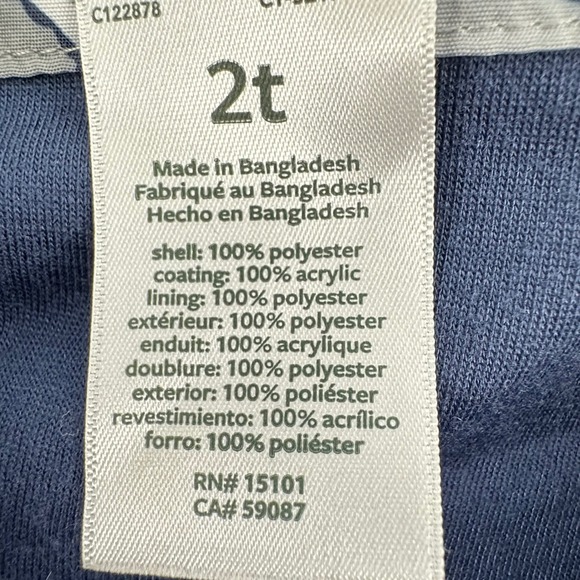 C122878
2t
Made in Bangladesh
Fabriqué au Bangladesh
Hecho en Bangladesh
shell: 100% polyester
coating: 100% acrylic
lining: 100% polyester
extérieur: 100% polyester
enduit: 100% acrylique
doublure: 100% polyester
exterior: 100% poliéster
revestimiento: 100% acrílico
forro: 100% poliéster
RN# 15101
CA# 59087